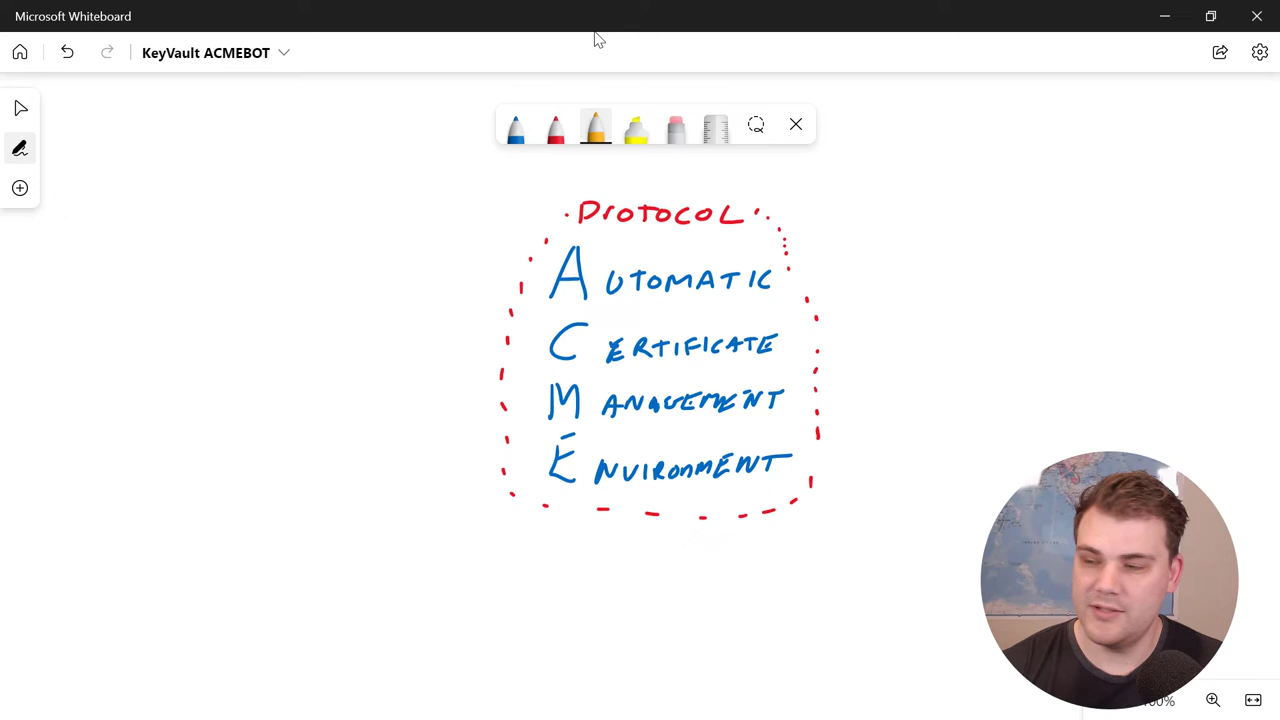 Microsoft Whiteboard
KeyVault ACMEBOT
PROTOCOL
AUTOMATIC
CERTIFICATE
MANAGEMENT
ENVIRONMENT